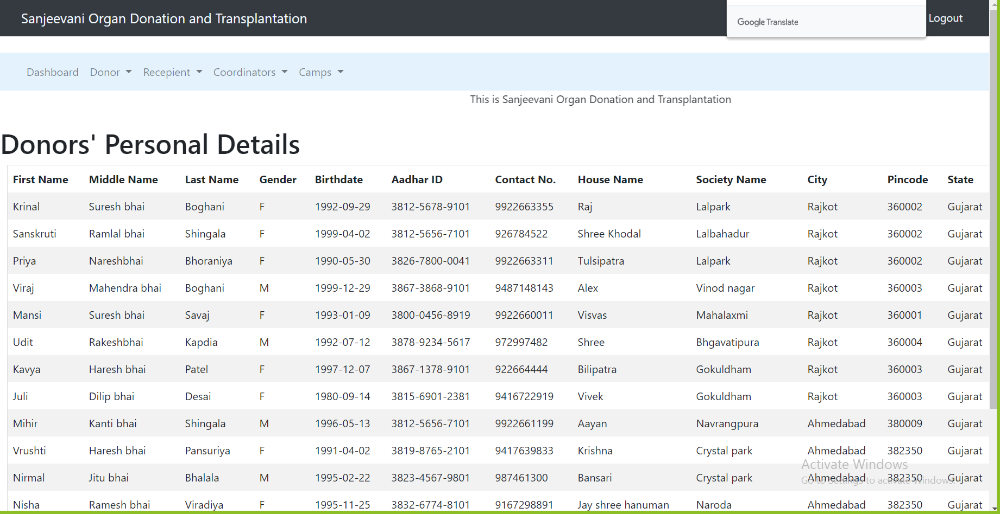 Sanjeevani Organ Donation and Transplantation
Google Translate
Logout
Dashboard Donor Recepient Coordinators Camps
This is Sanjeevani Organ Donation and Transplantation
Donors' Personal Details
First Name Middle Name Last Name Gender Birthdate Aadhar ID Contact No. House Name Society Name City Pincode State
Krinal Suresh bhai Boghani F 1992-09-29 3812-5678-9101 9922663355 Raj Lalpark Rajkot 360002 Gujarat
Sanskruti Ramlal bhai Shingala F 1999-04-02 3812-5656-7101 926784522 Shree Khodal Lalbahadur Rajkot 360002 Gujarat
Priya Nareshbhai Bhoraniya F 1990-05-30 3826-7800-0041 9922663311 Tulsipatra Lalpark Rajkot 360002 Gujarat
Viraj Mahendra bhai Boghani M 1999-12-29 3867-3868-9101 9487148143 Alex Vinod nagar Rajkot 360003 Gujarat
Mansi Suresh bhai Savaj F 1993-01-09 3800-0456-8919 9922660011 Visvas Mahalaxmi Rajkot 360001 Gujarat
Udit Rakeshbhai Kapdia M 1992-07-12 3878-9234-5617 972997482 Shree Bhgavatipura Rajkot 360004 Gujarat
Kavya Haresh bhai Patel F 1997-12-07 3867-1378-9101 922664444 Bilipatra Gokuldham Rajkot 360003 Gujarat
Juli Dilip bhai Desai F 1980-09-14 3815-6901-2381 9416722919 Vivek Gokuldham Rajkot 360003 Gujarat
Mihir Kanti bhai Shingala M 1996-05-13 3812-5656-7101 9922661199 Aayan Navrangpura Ahmedabad 380009 Gujarat
Vrushti Haresh bhai Pansuriya F 1991-04-02 3819-8765-2101 9417639833 Krishna Crystal park Ahmedabad 382350 Gujarat
Activate Windows
Nirmal Jitu bhai Bhalala M 1995-02-22 3823-4567-9801 987461300 Bansari Crystal park Ahmedabad 382350 Gujarat
Go to Settings to activate Windows.
Nisha Ramesh bhai Viradiya F 1995-11-25 3832-6774-8101 9167298891 Jay shree hanuman Naroda Ahmedabad 382350 Gujarat